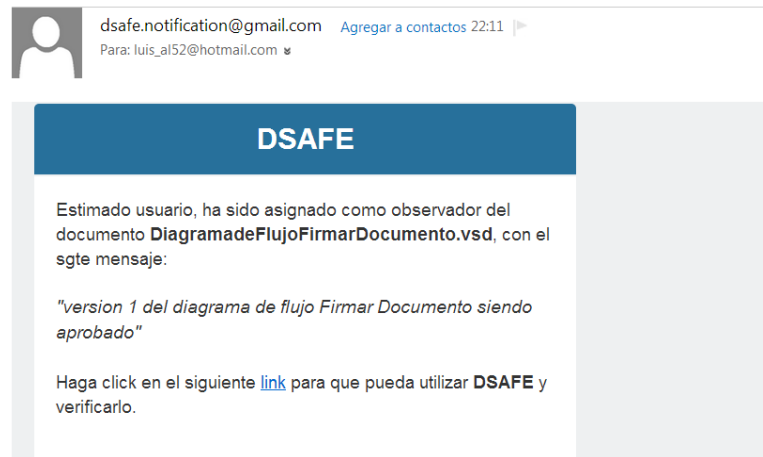 dsafe.notification@gmail.com Agregar a contactos 22:11
Para: luis_al52@hotmail.com
DSAFE
Estimado usuario, ha sido asignado como observador del
documento DiagramadeFlujoFirmarDocumento.vsd, con el
sgte mensaje:
"version 1 del diagrama de flujo Firmar Documento siendo
aprobado"
Haga click en el siguiente link para que pueda utilizar DSAFE y
verificarlo.